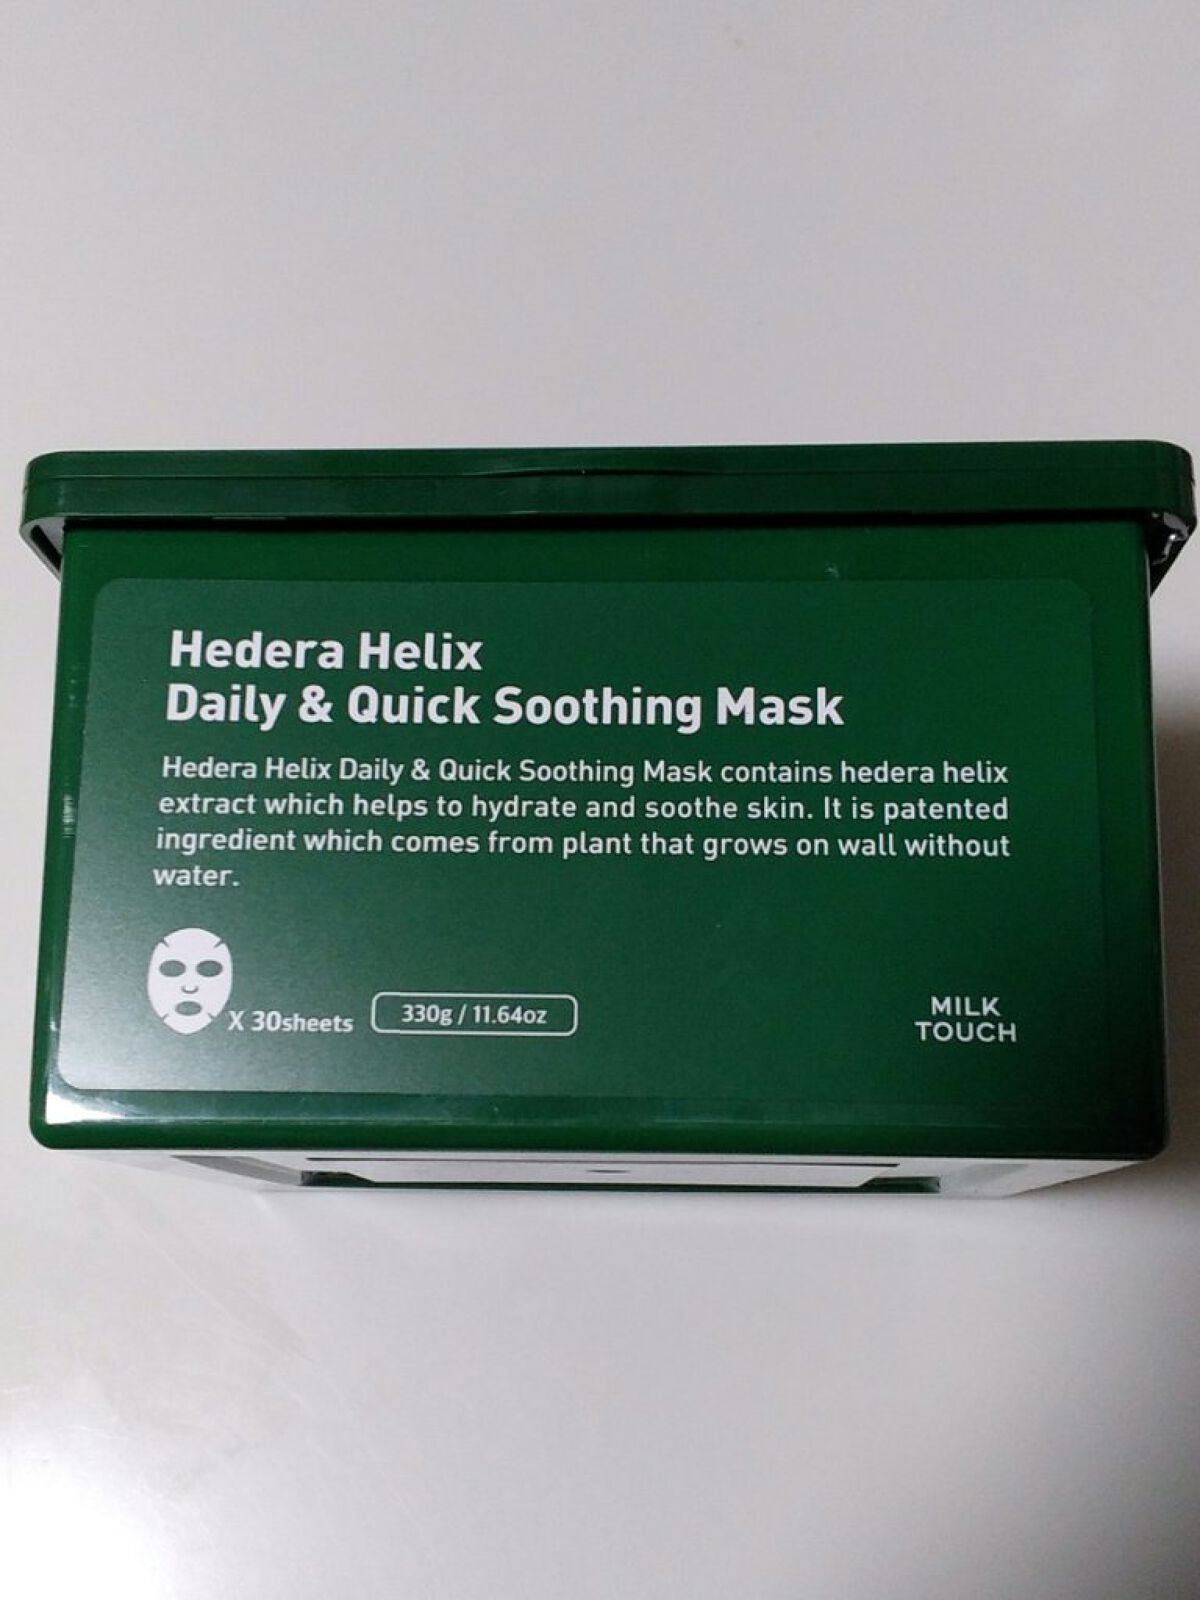 Hedera Helix
Daily & Quick Soothing Mask
Hedera Helix Daily & Quick Soothing Mask contains hedera helix
extract which helps to hydrate and soothe skin. It is patented
ingredient which comes from plant that grows on wall without
water.
X 30sheets
330g / 11.64oz
MILK
TOUCH